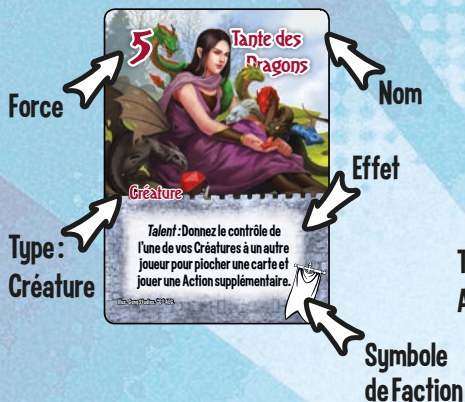 5
Tante des
Dragons
Force
Nom
Effet
Créature
Type :
Créature
Talent : Donnez le contrôle de
l'une de vos Créatures à un autre
joueur pour piocher une carte et
jouer une Action supplémentaire.
Symbole
de Faction